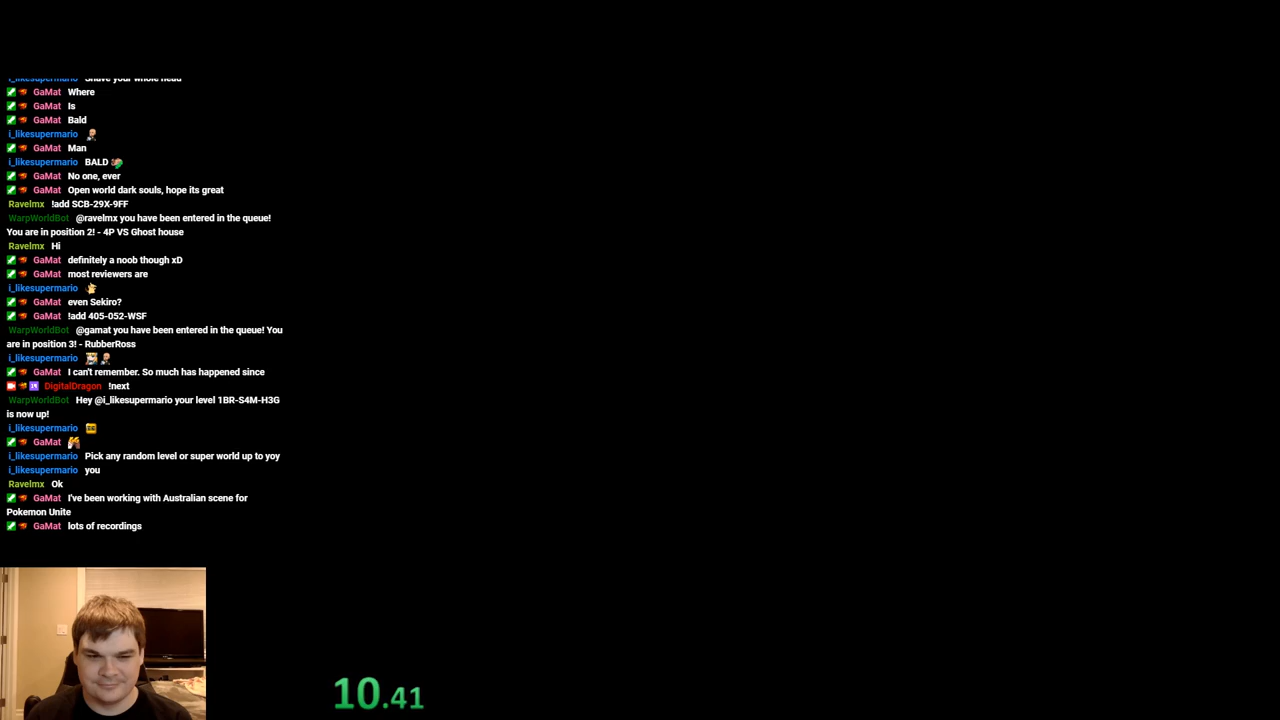 i_likesupermario Shave your whole head
GaMat Where
GaMat Is
GaMat Bald
i_likesupermario
GaMat Man
i_likesupermario BALD
GaMat No one, ever
GaMat Open world dark souls, hope its great
Ravelmx !add SCB-29X-9FF
WarpWorldBot @ravelmx you have been entered in the queue!
You are in position 2! - 4P VS Ghost house
Ravelmx Hi
GaMat definitely a noob though xD
GaMat most reviewers are
i_likesupermario
GaMat even Sekiro?
GaMat !add 405-052-WSF
WarpWorldBot @gamat you have been entered in the queue! You
are in position 3! - RubberRoss
i_likesupermario
GaMat I can't remember. So much has happened since
DigitalDragon !next
WarpWorldBot Hey @i_likesupermario your level 1BR-S4M-H3G
is now up!
i_likesupermario
GaMat
i_likesupermario Pick any random level or super world up to yoy
i_likesupermario you
Ravelmx Ok
GaMat I've been working with Australian scene for
Pokemon Unite
GaMat lots of recordings
10.41